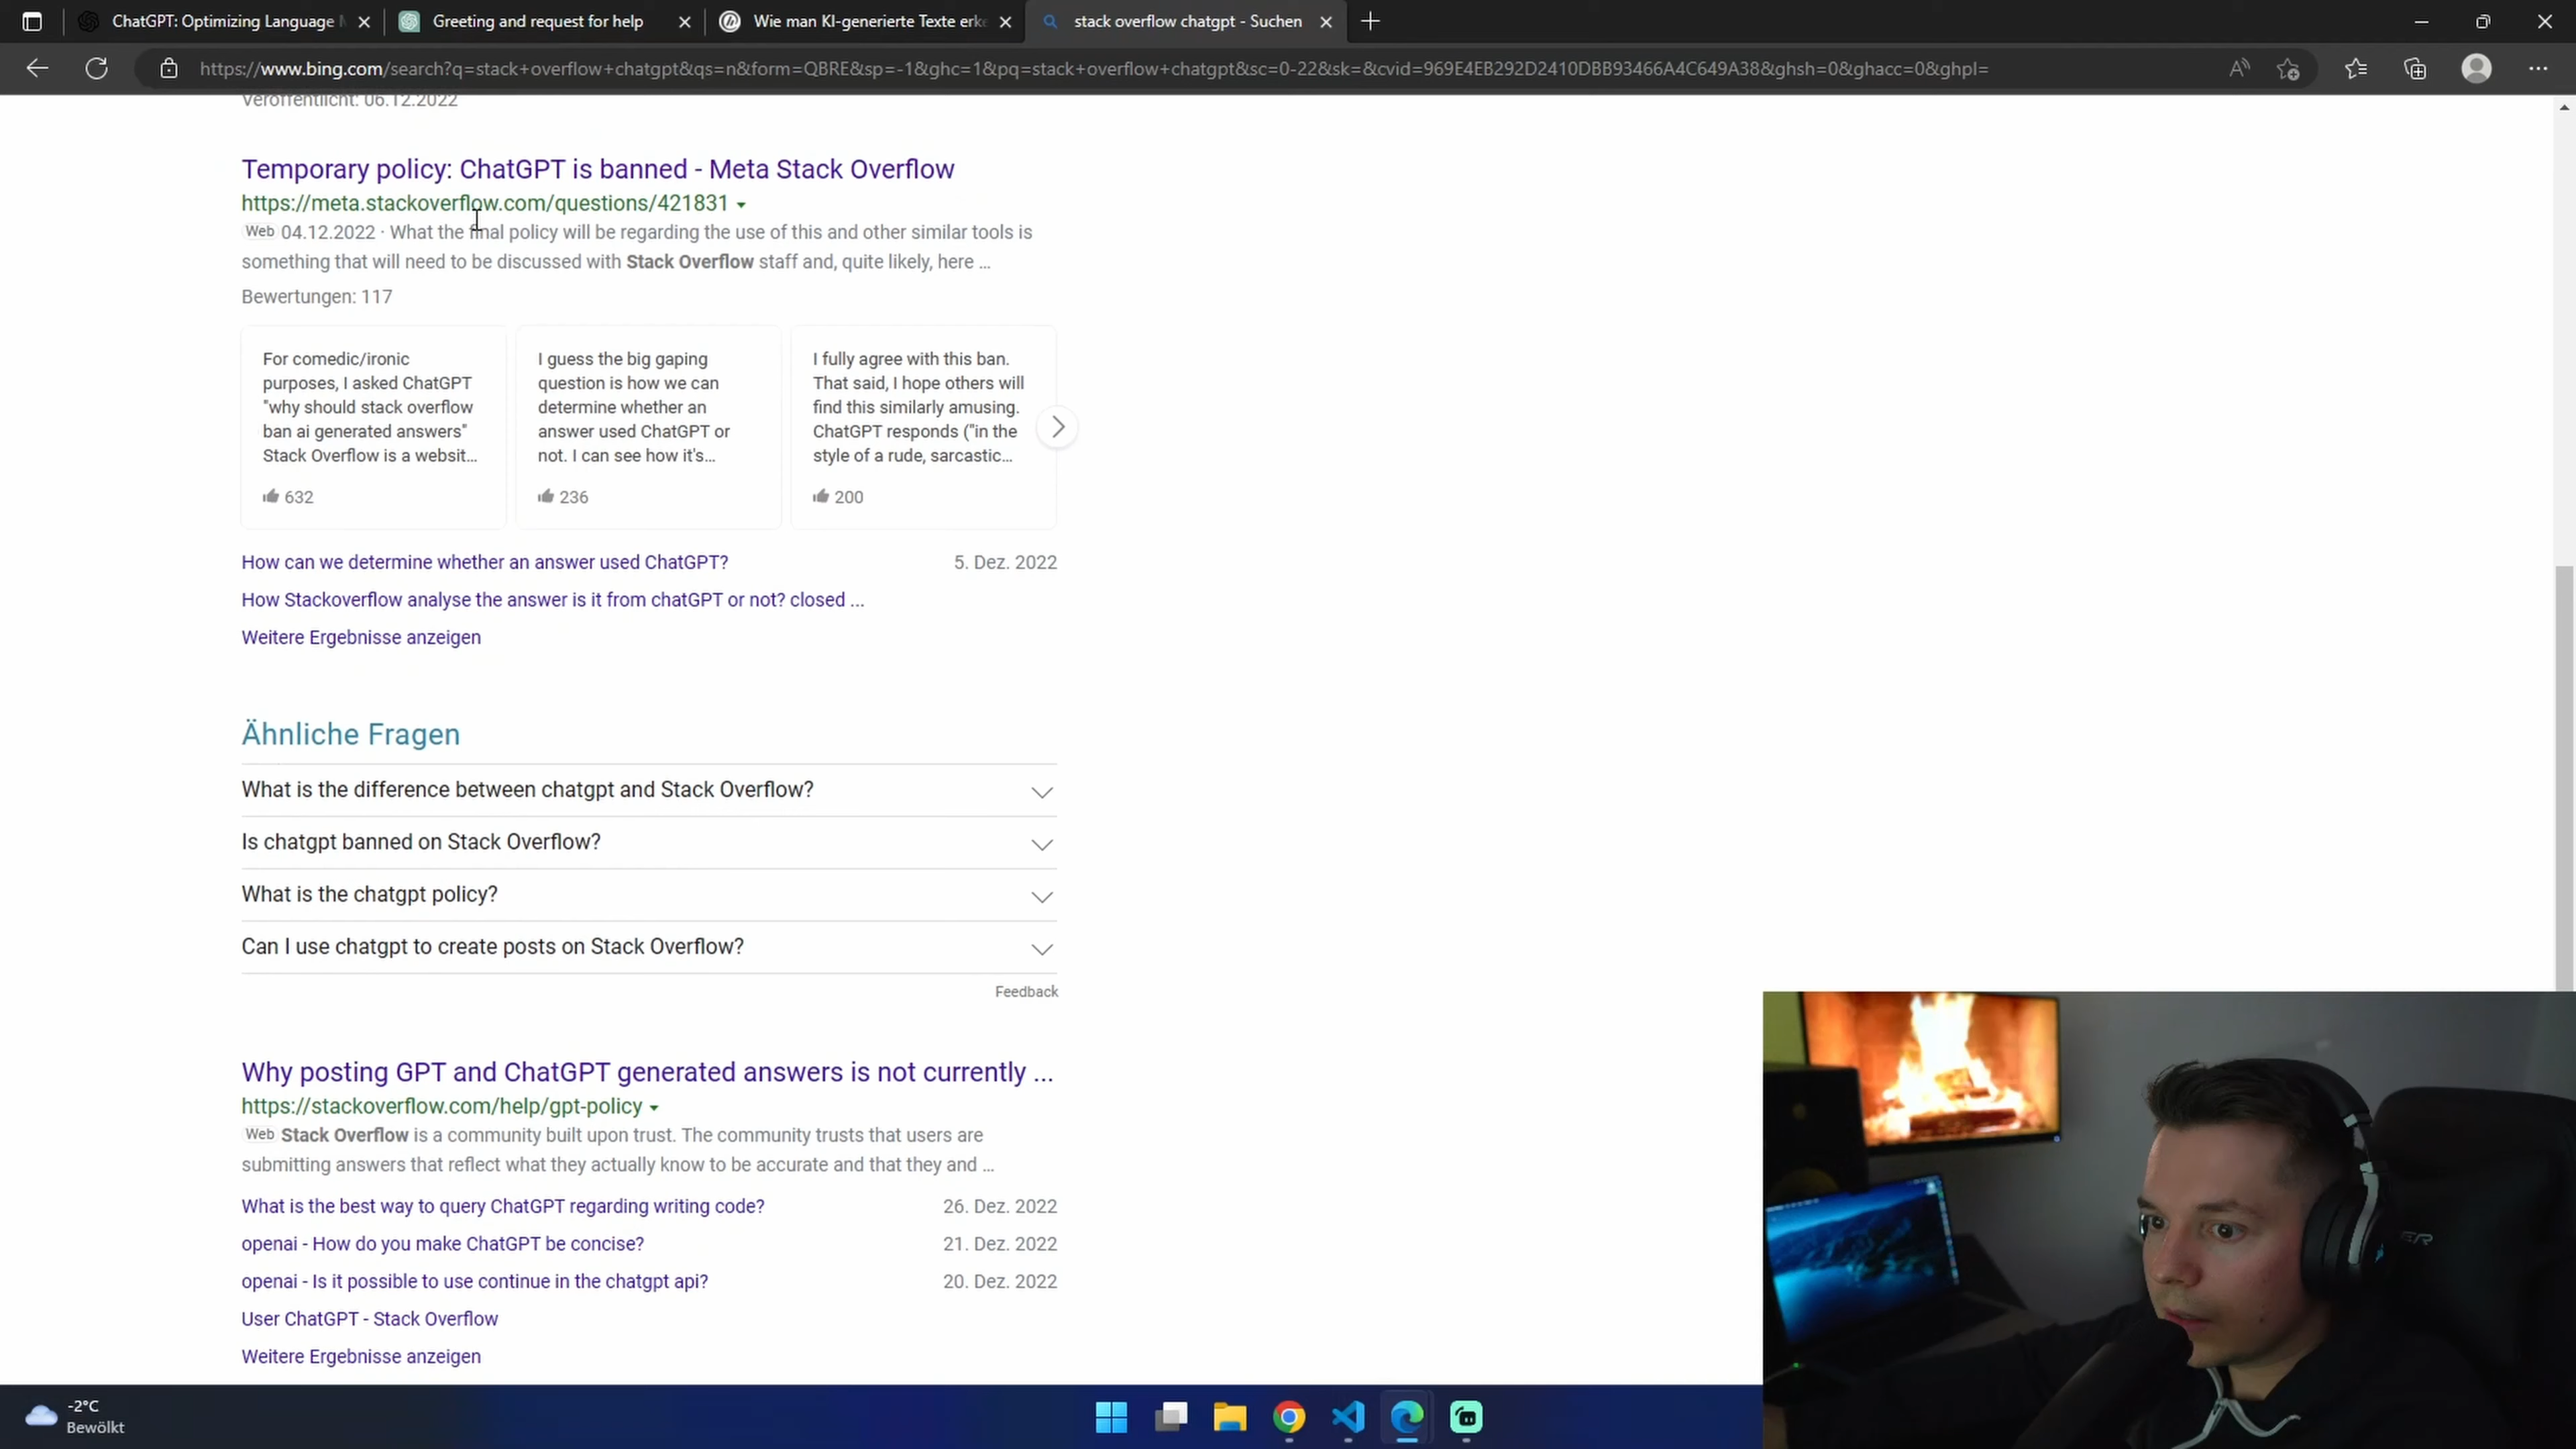 ChatGPT: Optimizing Language
Greeting and request for help
Wie man KI-generierte Texte erke
stack overflow chatgpt - Suchen
https://www.bing.com/search?q=stack+overflow+chatgpt&qs=n&form=QBRE&sp=-1&ghc=1&pq=stack+overflow+chatgpt&sc=0-22&sk=&cvid=969E4EB292D2410DBB93466A4C649A38&ghsh=0&ghacc=0&ghpl=
Veröffentlicht: 06.12.2022
Temporary policy: ChatGPT is banned - Meta Stack Overflow
https://meta.stackoverflow.com/questions/421831
Web 04.12.2022 · What the final policy will be regarding the use of this and other similar tools is
something that will need to be discussed with Stack Overflow staff and, quite likely, here ...
Bewertungen: 117
For comedic/ironic
purposes, I asked ChatGPT
"why should stack overflow
ban ai generated answers"
Stack Overflow is a websit...
632
I guess the big gaping
question is how we can
determine whether an
answer used ChatGPT or
not. I can see how it's...
236
I fully agree with this ban.
That said, I hope others will
find this similarly amusing.
ChatGPT responds ("in the
style of a rude, sarcastic...
200
How can we determine whether an answer used ChatGPT? 5. Dez. 2022
How Stackoverflow analyse the answer is it from chatGPT or not? closed ...
Weitere Ergebnisse anzeigen
Ähnliche Fragen
What is the difference between chatgpt and Stack Overflow?
Is chatgpt banned on Stack Overflow?
What is the chatgpt policy?
Can I use chatgpt to create posts on Stack Overflow?
Feedback
Why posting GPT and ChatGPT generated answers is not currently ...
https://stackoverflow.com/help/gpt-policy
Web Stack Overflow is a community built upon trust. The community trusts that users are
submitting answers that reflect what they actually know to be accurate and that they and ...
What is the best way to query ChatGPT regarding writing code? 26. Dez. 2022
openai - How do you make ChatGPT be concise? 21. Dez. 2022
openai - Is it possible to use continue in the chatgpt api? 20. Dez. 2022
User ChatGPT - Stack Overflow
Weitere Ergebnisse anzeigen
-2°C
Bewölkt